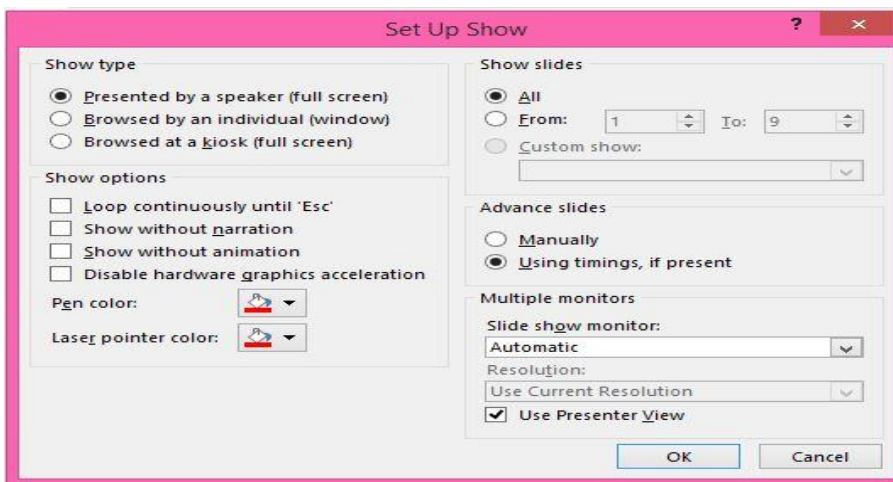 Set Up Show
?
Show type
Presented by a speaker (full screen)
Browsed by an individual (window)
Browsed at a kiosk (full screen)
Show options
Loop continuously until 'Esc'
Show without narration
Show without animation
Disable hardware graphics acceleration
Pen color:
Laser pointer color:
Show slides
All
From: 1 To: 9
Custom show:
Advance slides
Manually
Using timings, if present
Multiple monitors
Slide show monitor:
Automatic
Resolution:
Use Current Resolution
Use Presenter View
OK Cancel